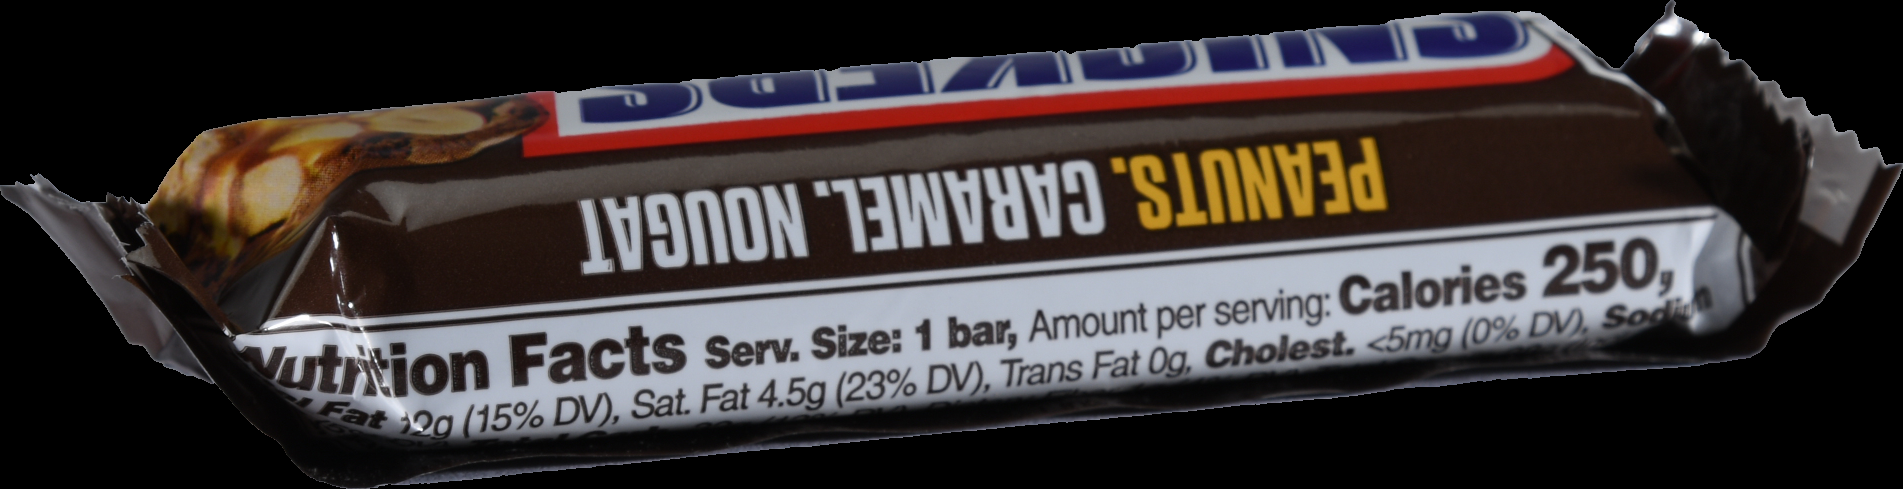 SNICKERS
PEANUTS. CARAMEL. NOUGAT
Nutrition Facts Serv. Size: 1 bar, Amount per serving: Calories 250,
Fat 12g (15% DV), Sat. Fat 4.5g (23% DV), Trans Fat 0g, Cholest. <5mg (0% DV), Sodium